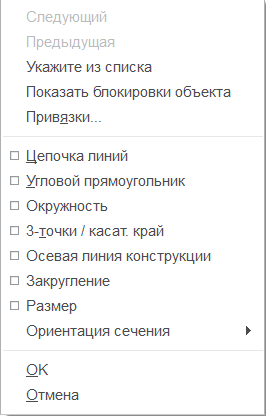 Следующий
Предыдущая
Укажите из списка
Показать блокировки объекта
Привязки...
Цепочка линий
Угловой прямоугольник
Окружность
3-точки / касат. край
Осевая линия конструкции
Закругление
Размер
Ориентация сечения
OK
Отмена